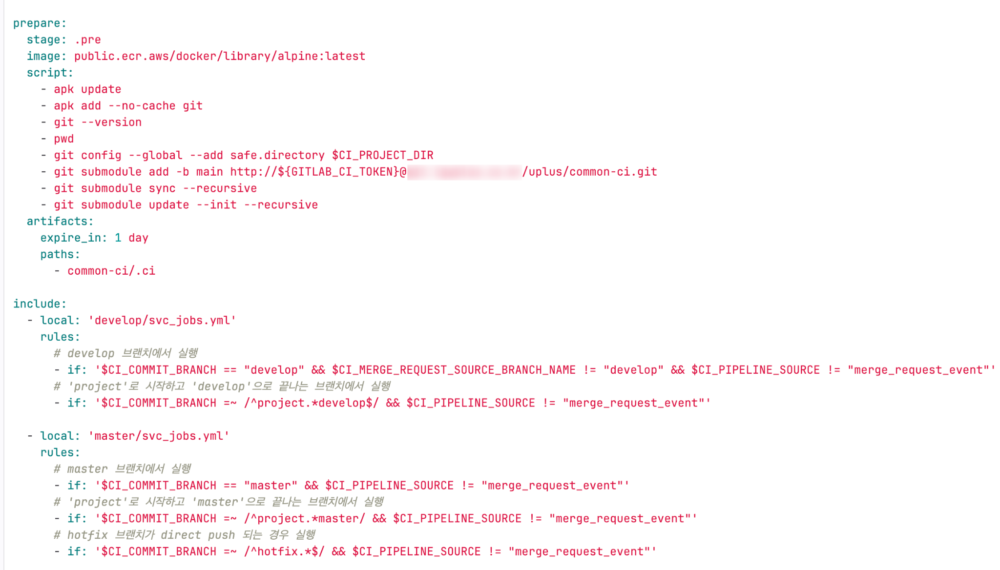 prepare:
  stage: .pre
  image: public.ecr.aws/docker/library/alpine:latest
  script:
    - apk update
    - apk add --no-cache git
    - git --version
    - pwd
    - git config --global --add safe.directory $CI_PROJECT_DIR
    - git submodule add -b main http://${GITLAB_CI_TOKEN}@ /uplus/common-ci.git
    - git submodule sync --recursive
    - git submodule update --init --recursive
  artifacts:
    expire_in: 1 day
    paths:
      - common-ci/.ci
include:
  - local: 'develop/svc_jobs.yml'
    rules:
      # develop 브랜치에서 실행
      - if: '$CI_COMMIT_BRANCH == "develop" && $CI_MERGE_REQUEST_SOURCE_BRANCH_NAME != "develop" && $CI_PIPELINE_SOURCE != "merge_request_event"'
      # 'project'로 시작하고 'develop'으로 끝나는 브랜치에서 실행
      - if: '$CI_COMMIT_BRANCH =~ /^project.*develop$/ && $CI_PIPELINE_SOURCE != "merge_request_event"'
  - local: 'master/svc_jobs.yml'
    rules:
      # master 브랜치에서 실행
      - if: '$CI_COMMIT_BRANCH == "master" && $CI_PIPELINE_SOURCE != "merge_request_event"'
      # 'project'로 시작하고 'master'으로 끝나는 브랜치에서 실행
      - if: '$CI_COMMIT_BRANCH =~ /^project.*master/ && $CI_PIPELINE_SOURCE != "merge_request_event"'
      # hotfix 브랜치가 direct push 되는 경우 실행
      - if: '$CI_COMMIT_BRANCH =~ /^hotfix.*$/ && $CI_PIPELINE_SOURCE != "merge_request_event"'